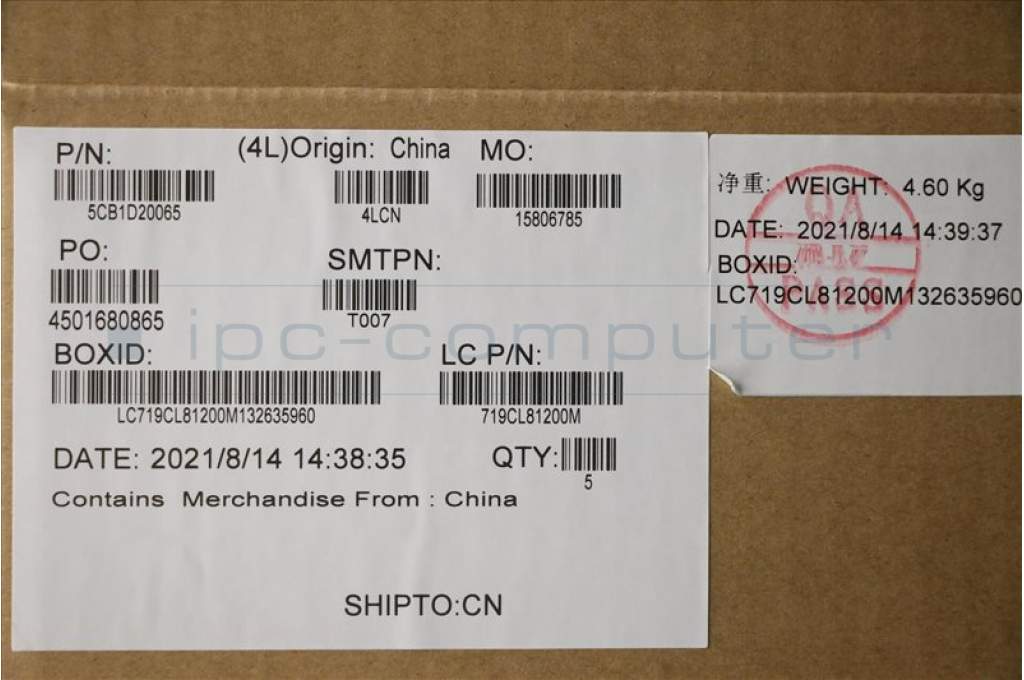 P/N:
5CB1D20065
(4L)Origin: China
4LCN
MO:
15806785
PO:
4501680865
SMTPN:
T007
BOXID:
LC719CL81200M132635960
LC P/N:
719CL81200M
DATE: 2021/8/14 14:38:35
QTY:
5
Contains Merchandise From : China
SHIPTO:CN
净重: WEIGHT: 4.60 Kg
DATE: 2021/8/14 14:39:37
BOXID:
LC719CL81200M132635960
QA
PASS
ipc-computer